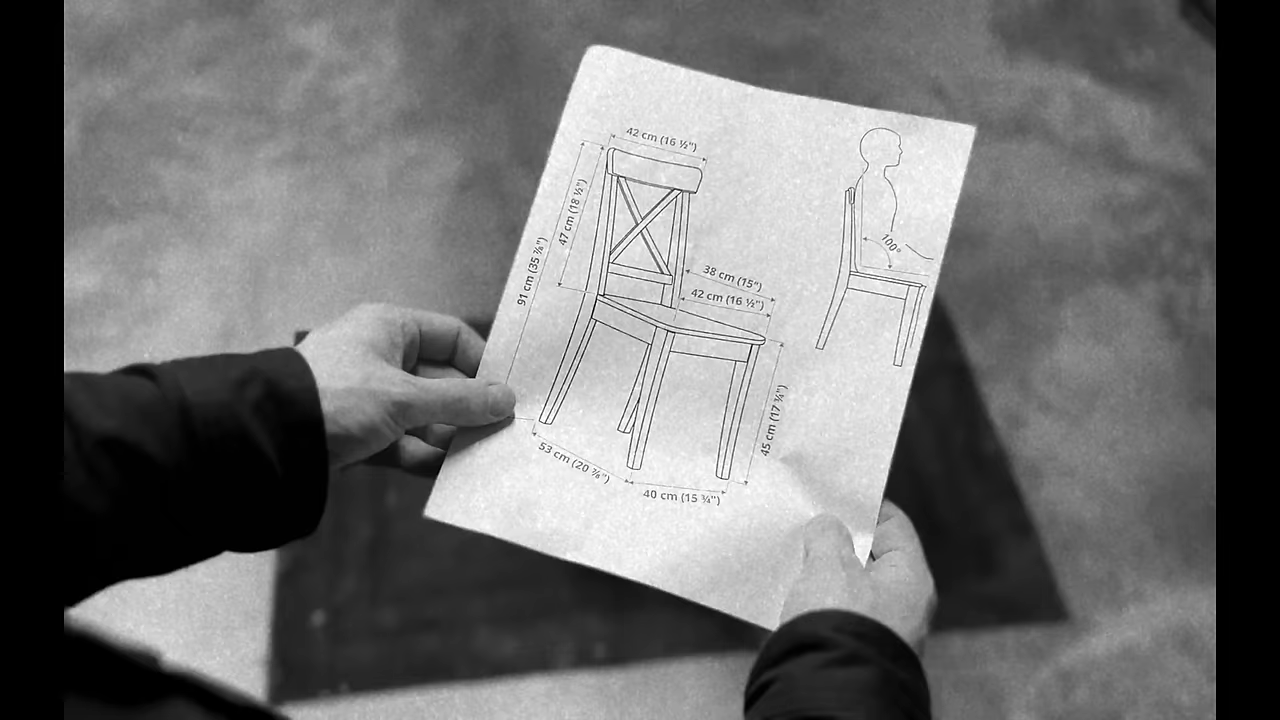 42 cm (16 ½")
47 cm (18 ½")
91 cm (35 ⅞")
100°
38 cm (15")
42 cm (16 ½")
45 cm (17 ¾")
53 cm (20 ⅞")
40 cm (15 ¾")